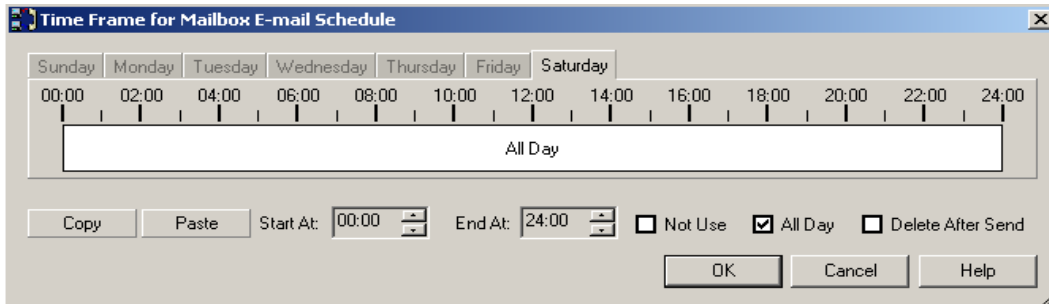 Time Frame for Mailbox E-mail Schedule
Sunday Monday Tuesday Wednesday Thursday Friday Saturday
00:00 02:00 04:00 06:00 08:00 10:00 12:00 14:00 16:00 18:00 20:00 22:00 24:00
All Day
Copy Paste Start At: 00:00 End At: 24:00 Not Use All Day Delete After Send
OK Cancel Help